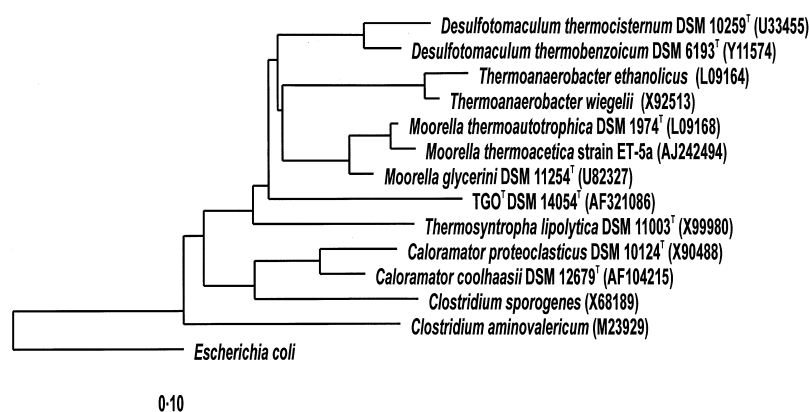 Desulfotomaculum thermocisternum DSM 10259ᵀ (U33455)
Desulfotomaculum thermobenzoicum DSM 6193ᵀ (Y11574)
Thermoanaerobacter ethanolicus (L09164)
Thermoanaerobacter wiegelii (X92513)
Moorella thermoautotrophica DSM 1974ᵀ (L09168)
Moorella thermoacetica strain ET-5a (AJ242494)
Moorella glycerini DSM 11254ᵀ (U82327)
TGOᵀ DSM 14054ᵀ (AF321086)
Thermosyntropha lipolytica DSM 11003ᵀ (X99980)
Caloramator proteoclasticus DSM 10124ᵀ (X90488)
Caloramator coolhaasii DSM 12679ᵀ (AF104215)
Clostridium sporogenes (X68189)
Clostridium aminovalericum (M23929)
Escherichia coli
0·10